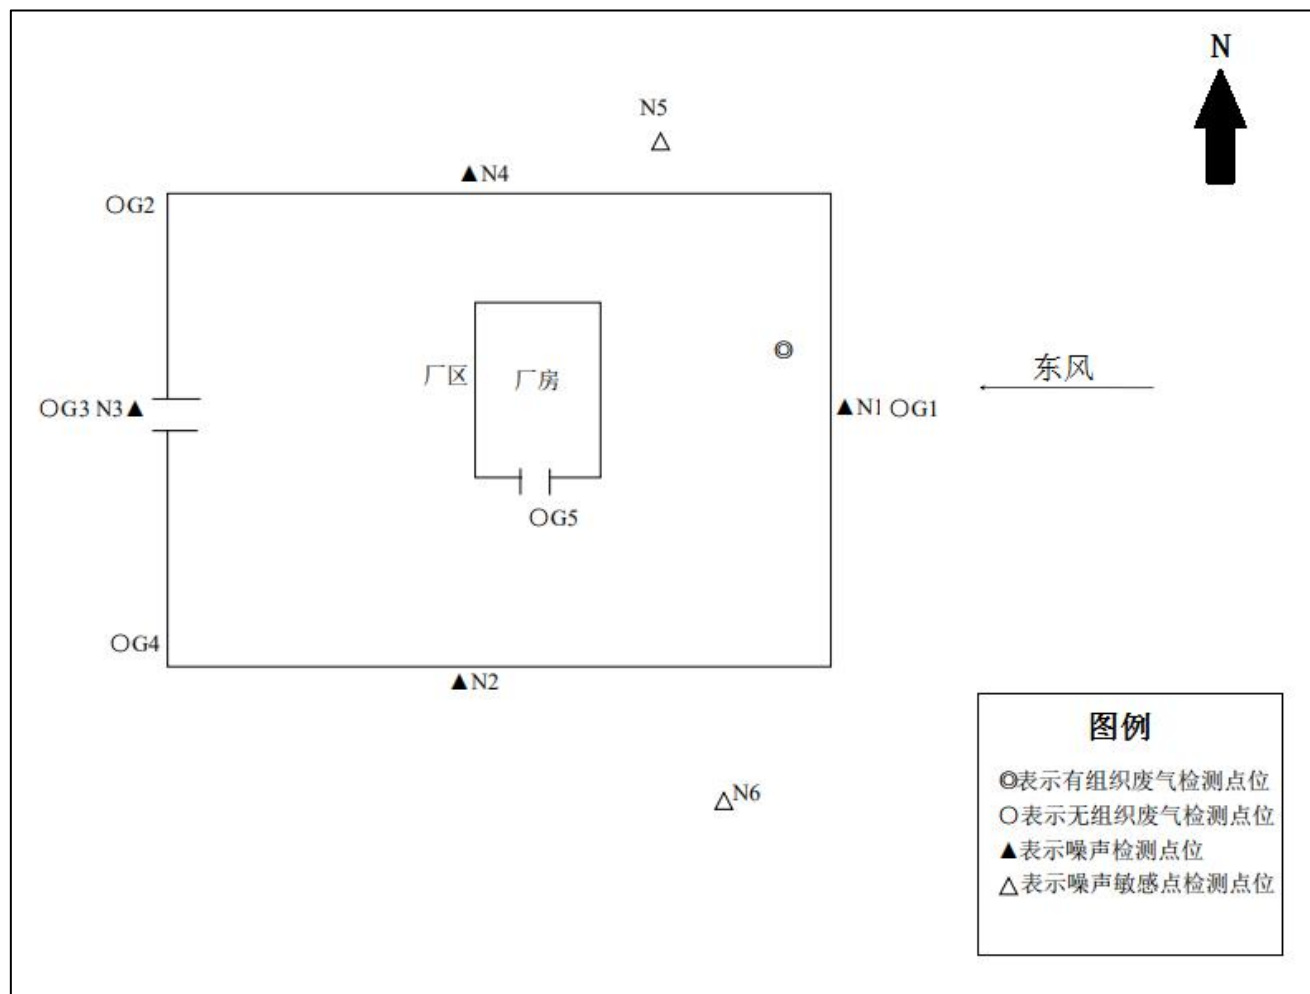 N
N5
▲N4
○G2
厂区
厂房
◎
东风
○G3 N3▲
▲N1 ○G1
○G5
○G4
▲N2
△N6
图例
◎表示有组织废气检测点位
○表示无组织废气检测点位
▲表示噪声检测点位
△表示噪声敏感点检测点位